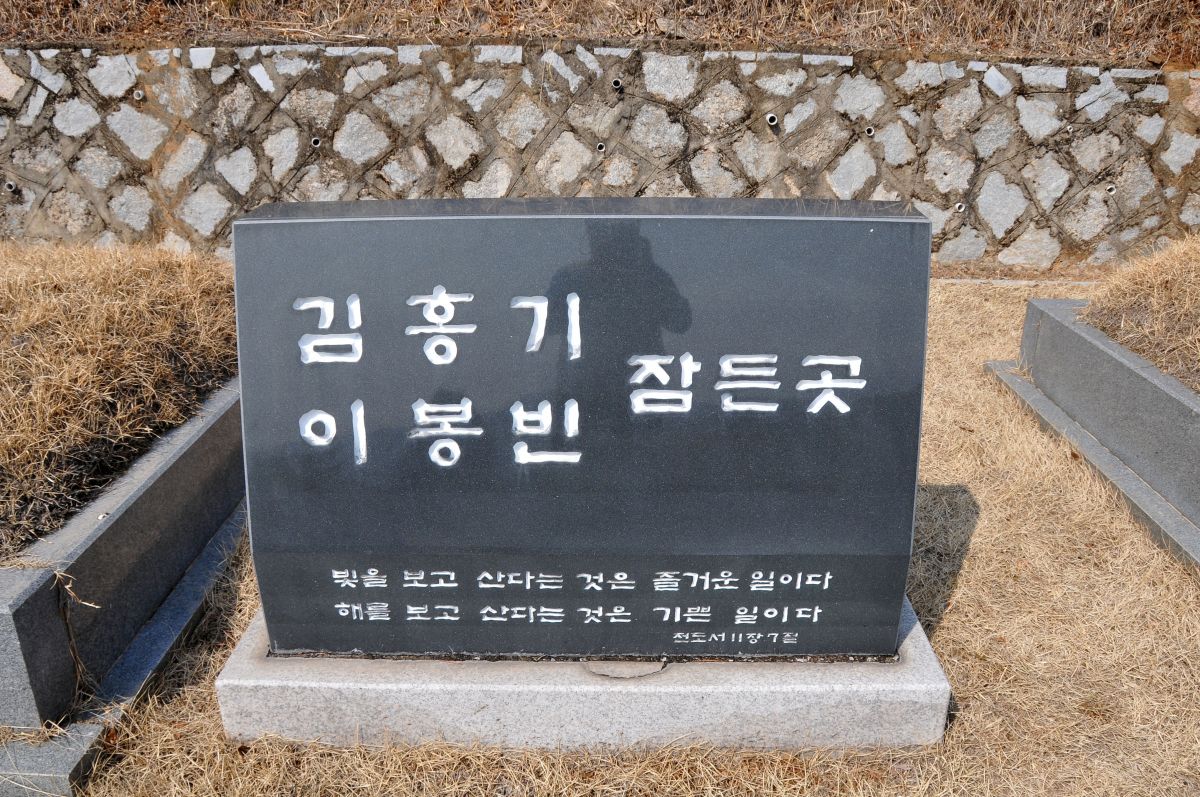 김홍기
이봉빈
잠든곳
빛을 보고 산다는 것은 즐거운 일이다
해를 보고 산다는 것은 기쁜 일이다
전도서 11장 7절